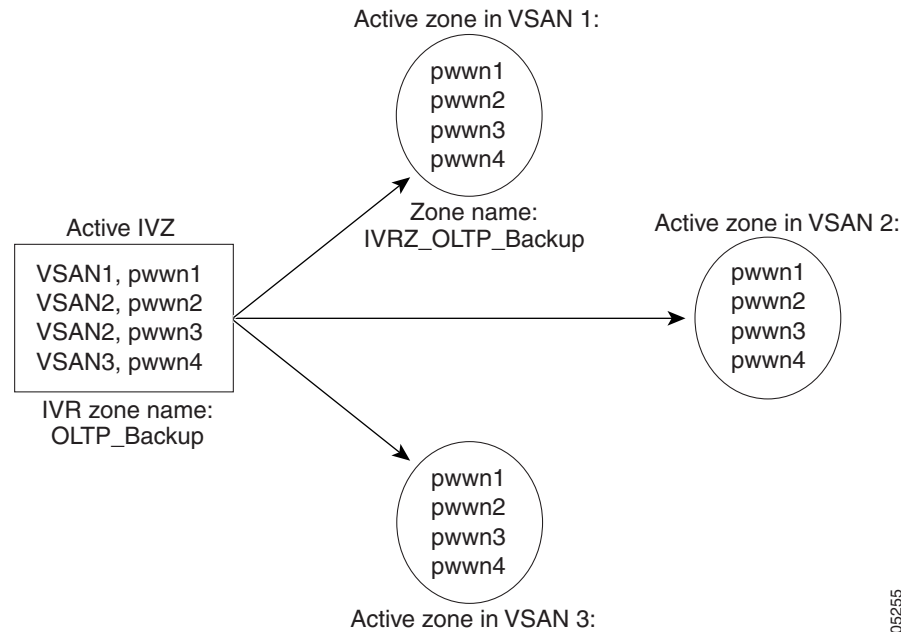 Active zone in VSAN 1:
pwwn1
pwwn2
pwwn3
pwwn4
Zone name:
IVRZ_OLTP_Backup
Active IVZ
VSAN1, pwwn1
VSAN2, pwwn2
VSAN2, pwwn3
VSAN3, pwwn4
IVR zone name:
OLTP_Backup
Active zone in VSAN 2:
pwwn1
pwwn2
pwwn3
pwwn4
pwwn1
pwwn2
pwwn3
pwwn4
Active zone in VSAN 3:
05255